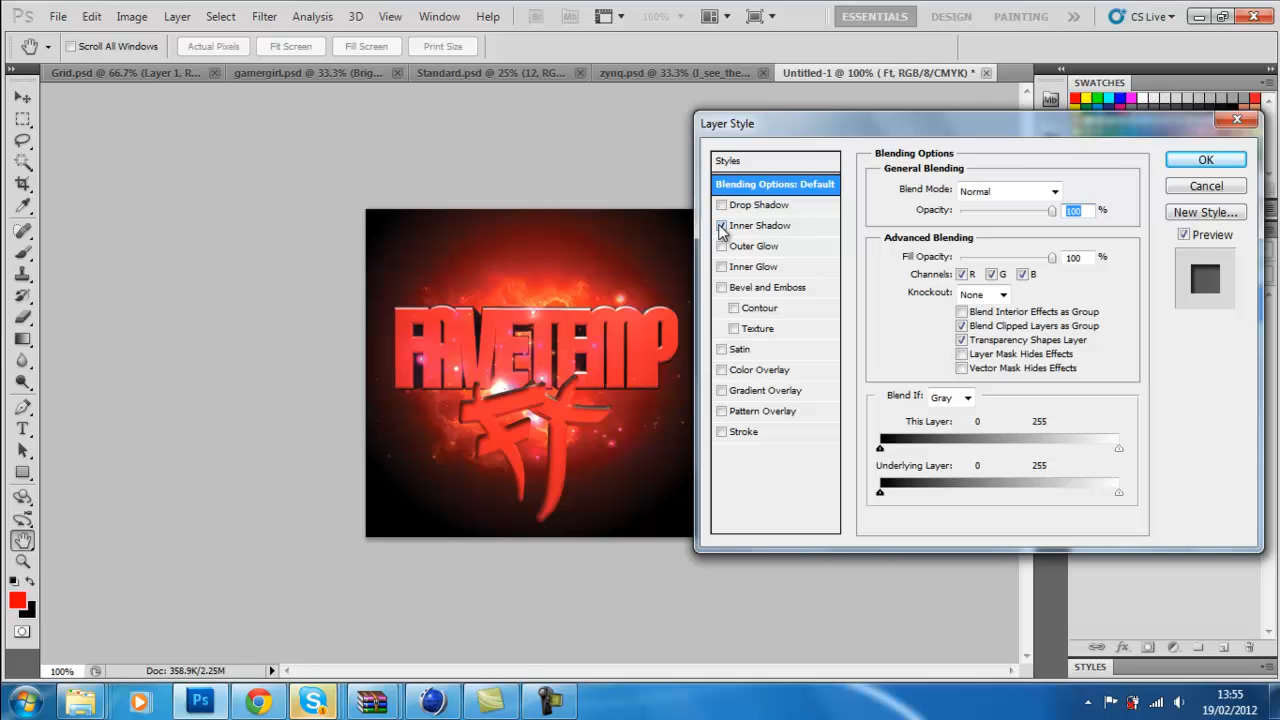 Ps File Edit Image Layer Select Filter Analysis 3D View Window Help Br Mb 100% ESSENTIALS DESIGN PAINTING CS Live
Scroll All Windows Actual Pixels Fit Screen Fill Screen Print Size
Grid.psd @ 66.7% (Layer 1, R... gamergirl.psd @ 33.3% (Brig... Standard.psd @ 25% (12, RG... zynq.psd @ 33.3% (I_see_the... Untitled-1 @ 100% ( Ft, RGB/8/CMYK) *
SWATCHES
Mb
Layer Style
Styles
Blending Options: Default
Drop Shadow
Inner Shadow
Outer Glow
Inner Glow
Bevel and Emboss
Contour
Texture
Satin
Color Overlay
Gradient Overlay
Pattern Overlay
Stroke
Blending Options
General Blending
Blend Mode: Normal
Opacity: 100 %
Advanced Blending
Fill Opacity: 100 %
Channels: R G B
Knockout: None
Blend Interior Effects as Group
Blend Clipped Layers as Group
Transparency Shapes Layer
Layer Mask Hides Effects
Vector Mask Hides Effects
Blend If: Gray
This Layer: 0 255
Underlying Layer: 0 255
OK
Cancel
New Style...
Preview
FAVETEMP
FT
T
fx
STYLES
100% Doc: 358.9K/2.25M
Ps
13:55
19/02/2012